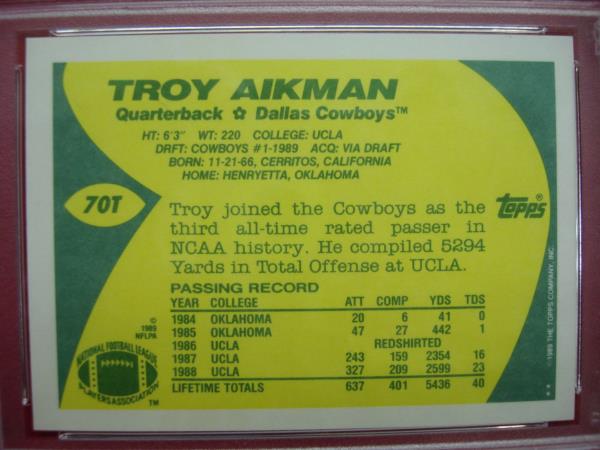 TROY AIKMAN
Quarterback ✿ Dallas Cowboys™
HT: 6'3" WT: 220 COLLEGE: UCLA
DRFT: COWBOYS #1-1989 ACQ: VIA DRAFT
BORN: 11-21-66, CERRITOS, CALIFORNIA
HOME: HENRYETTA, OKLAHOMA
70T
Troy joined the Cowboys as the
third all-time rated passer in
NCAA history. He compiled 5294
Yards in Total Offense at UCLA.
topps®
PASSING RECORD
YEAR COLLEGE ATT COMP YDS TDS
1984 OKLAHOMA 20 6 41 0
1985 OKLAHOMA 47 27 442 1
1986 UCLA REDSHIRTED
1987 UCLA 243 159 2354 16
1988 UCLA 327 209 2599 23
LIFETIME TOTALS 637 401 5436 40
©
1989
NFLPA
NATIONAL FOOTBALL LEAGUE
PLAYERS ASSOCIATION
TM
©1989 THE TOPPS COMPANY, INC.
**